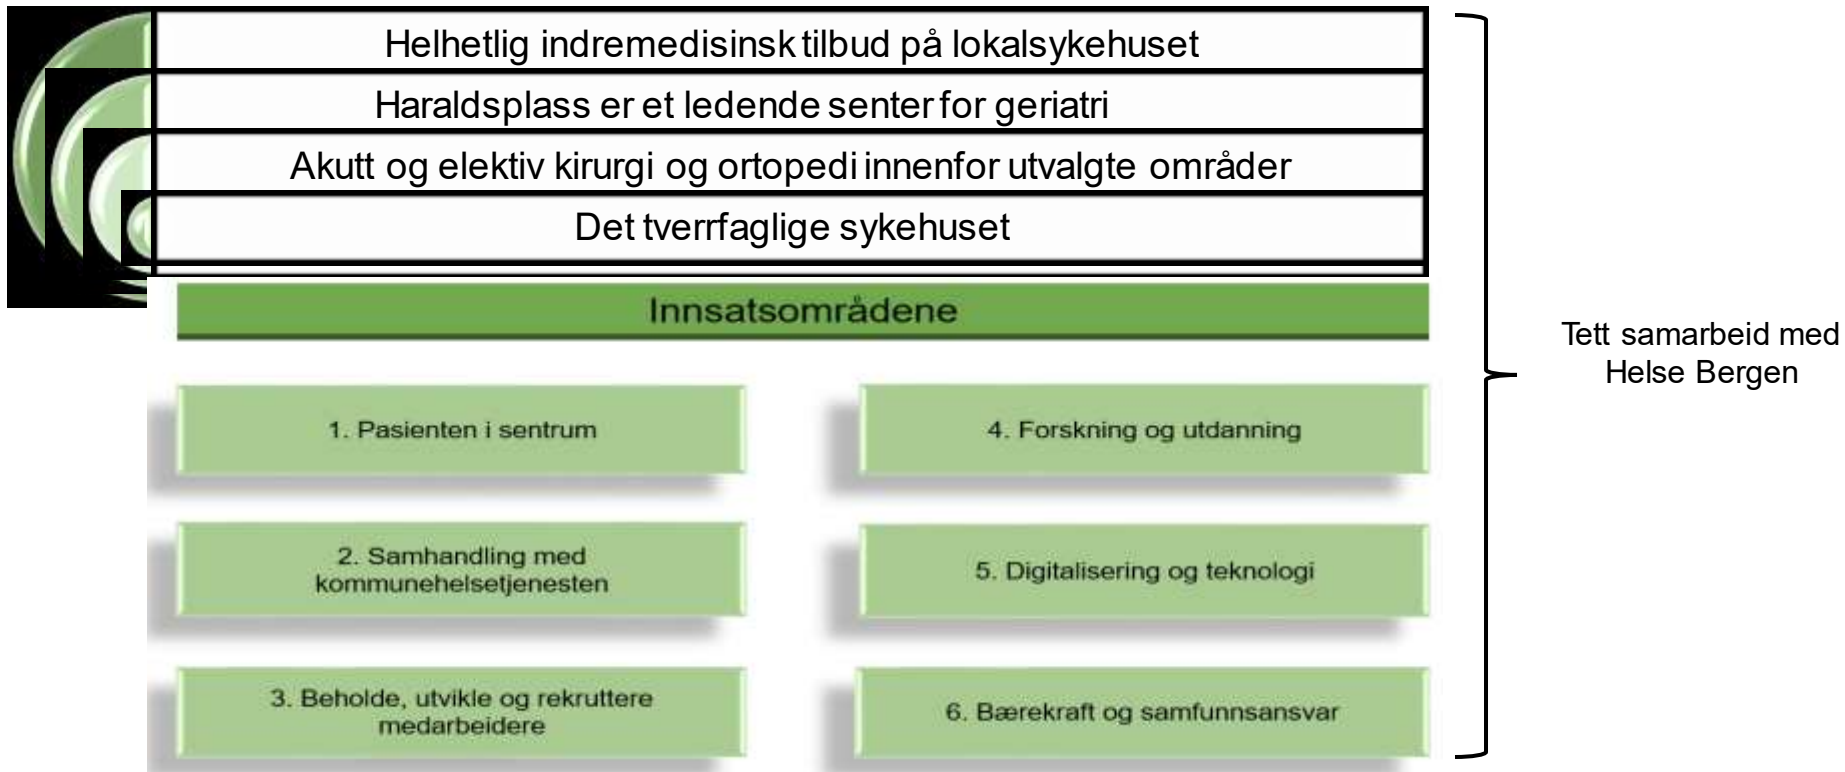 Helhetlig indremedisinsk tilbud på lokalsykehuset
Haraldsplass er et ledende senter for geriatri
Akutt og elektiv kirurgi og ortopedi innenfor utvalgte områder
Det tverrfaglige sykehuset
Innsatsområdene
1. Pasienten i sentrum
2. Samhandling med
kommunehelsetjenesten
3. Beholde, utvikle og rekruttere
medarbeidere
4. Forskning og utdanning
5. Digitalisering og teknologi
6. Bærekraft og samfunnsansvar
Tett samarbeid med
Helse Bergen